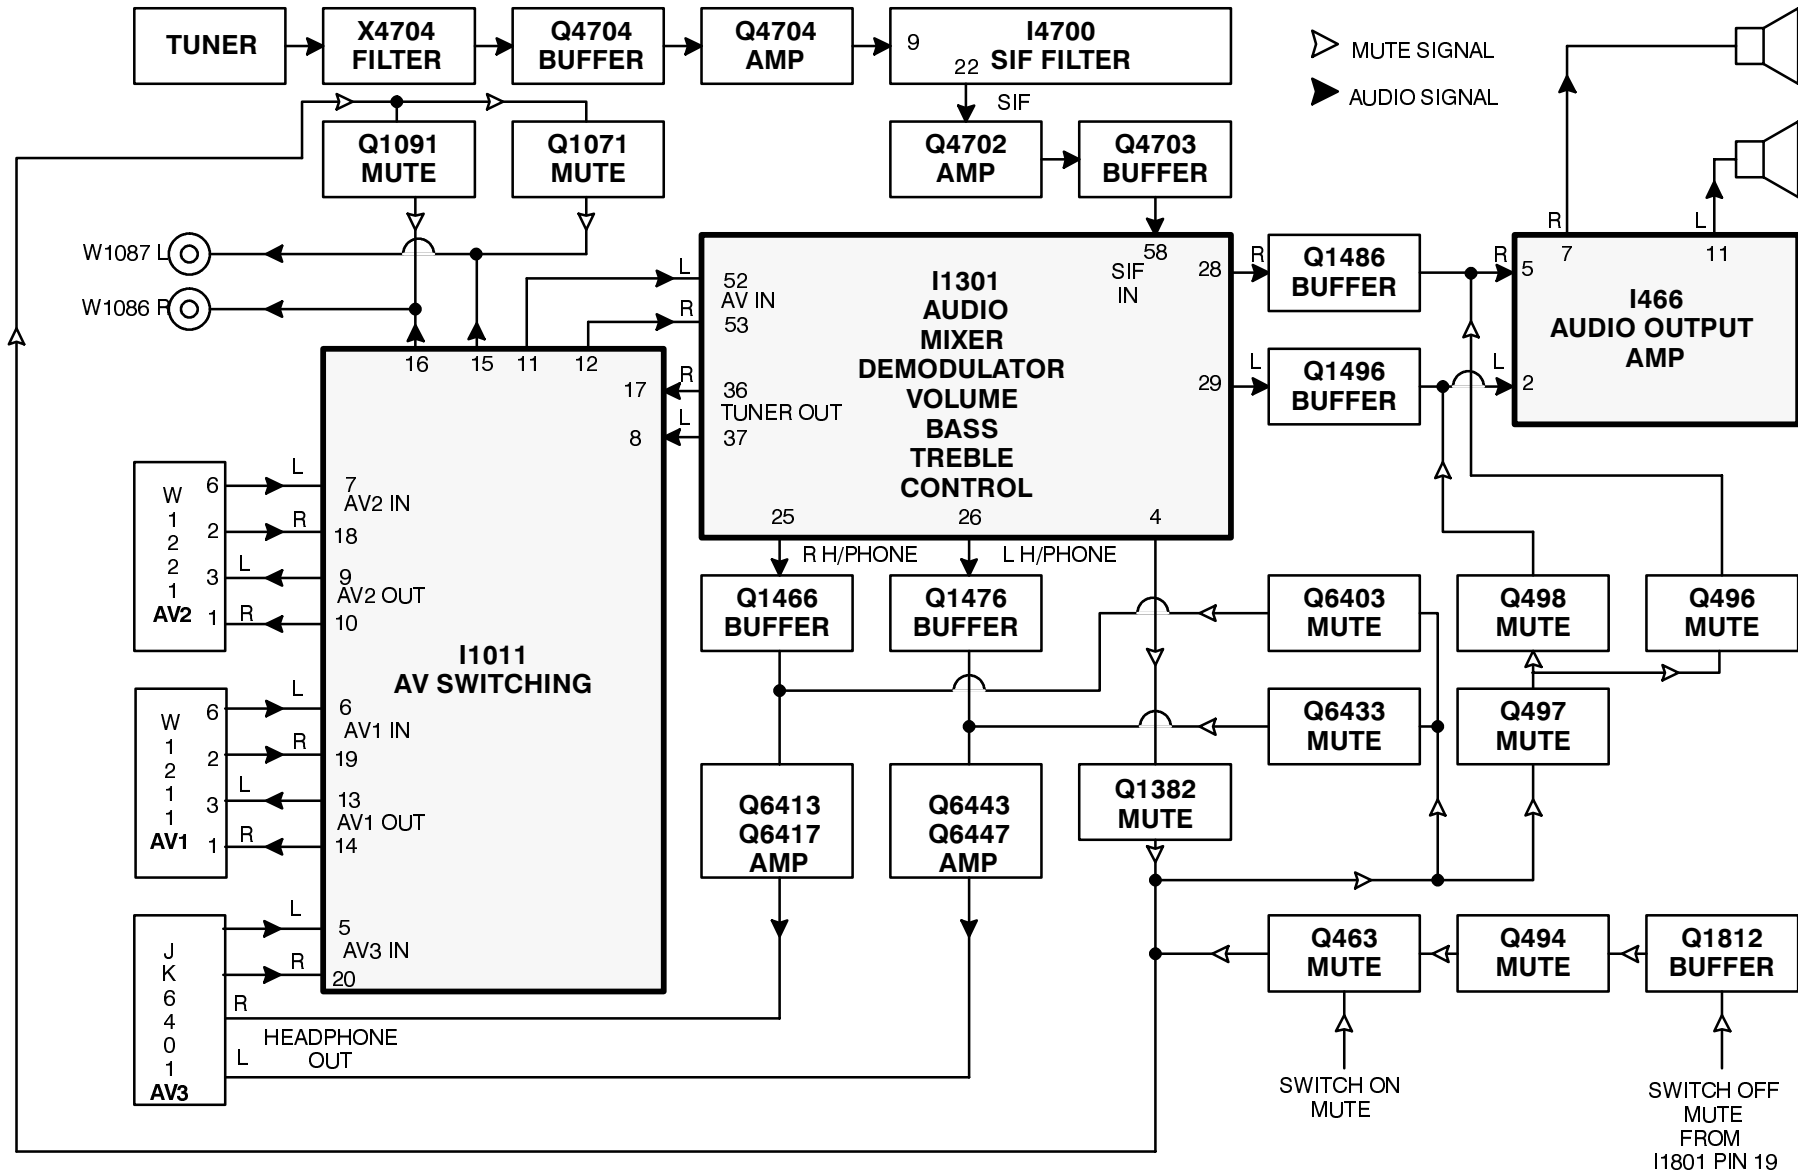 TUNER
X4704
FILTER
Q4704
BUFFER
Q4704
AMP
9
I4700
SIF FILTER
22
SIF
MUTE SIGNAL
AUDIO SIGNAL
Q1091
MUTE
Q1071
MUTE
Q4702
AMP
Q4703
BUFFER
W1087 L
W1086 R
16
15
11
12
L
R
52
AV IN
53
36
TUNER OUT
37
R
L
17
8
I1301
AUDIO
MIXER
DEMODULATOR
VOLUME
BASS
TREBLE
CONTROL
58
SIF
IN
28
29
25
26
4
R
Q1486
BUFFER
R
L
Q1496
BUFFER
L
R
7
L
11
5
2
I466
AUDIO OUTPUT
AMP
W
1
2
2
1
AV2
6
2
3
1
L
R
L
R
7
AV2 IN
18
9
AV2 OUT
10
I1011
AV SWITCHING
W
1
2
1
1
AV1
6
2
3
1
L
R
L
R
6
AV1 IN
19
13
AV1 OUT
14
J
K
6
4
0
1
AV3
L
R
5
AV3 IN
20
R
HEADPHONE
OUT
L
R H/PHONE
L H/PHONE
Q1466
BUFFER
Q1476
BUFFER
Q6403
MUTE
Q498
MUTE
Q496
MUTE
Q6433
MUTE
Q497
MUTE
Q6413
Q6417
AMP
Q6443
Q6447
AMP
Q1382
MUTE
Q463
MUTE
Q494
MUTE
Q1812
BUFFER
SWITCH ON
MUTE
SWITCH OFF
MUTE
FROM
I1801 PIN 19